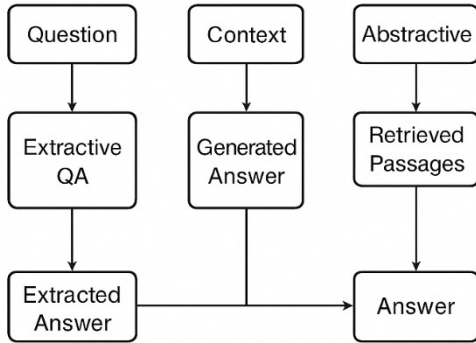 Question
Context
Abstractive
Extractive
QA
Generated
Answer
Retrieved
Passages
Extracted
Answer
Answer